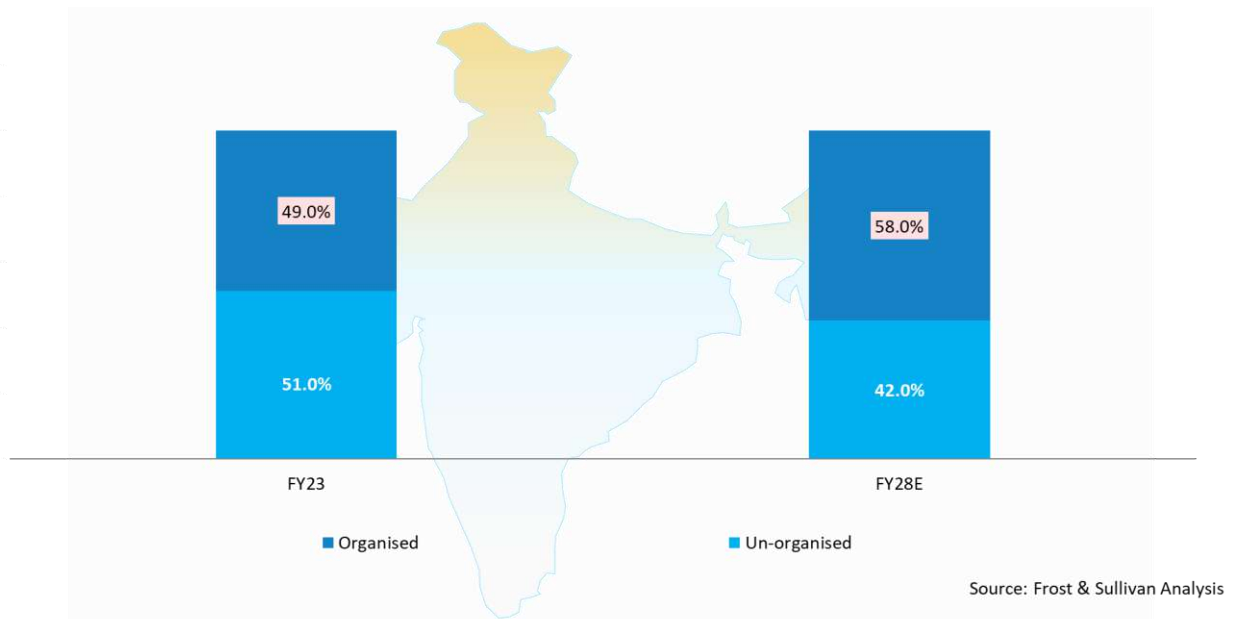 49.0%
58.0%
51.0%
42.0%
FY23
FY28E
Organised
Un-organised
Source: Frost & Sullivan Analysis